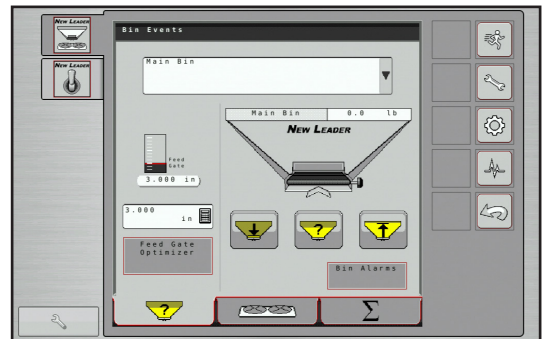 NEW LEADER
NEW LEADER
Bin Events
Main Bin
Main Bin 0.0 lb
NEW LEADER
Feed
Gate
3.000 in
3.000
in
Feed Gate
Optimizer
?
Bin Alarms
?
Σ